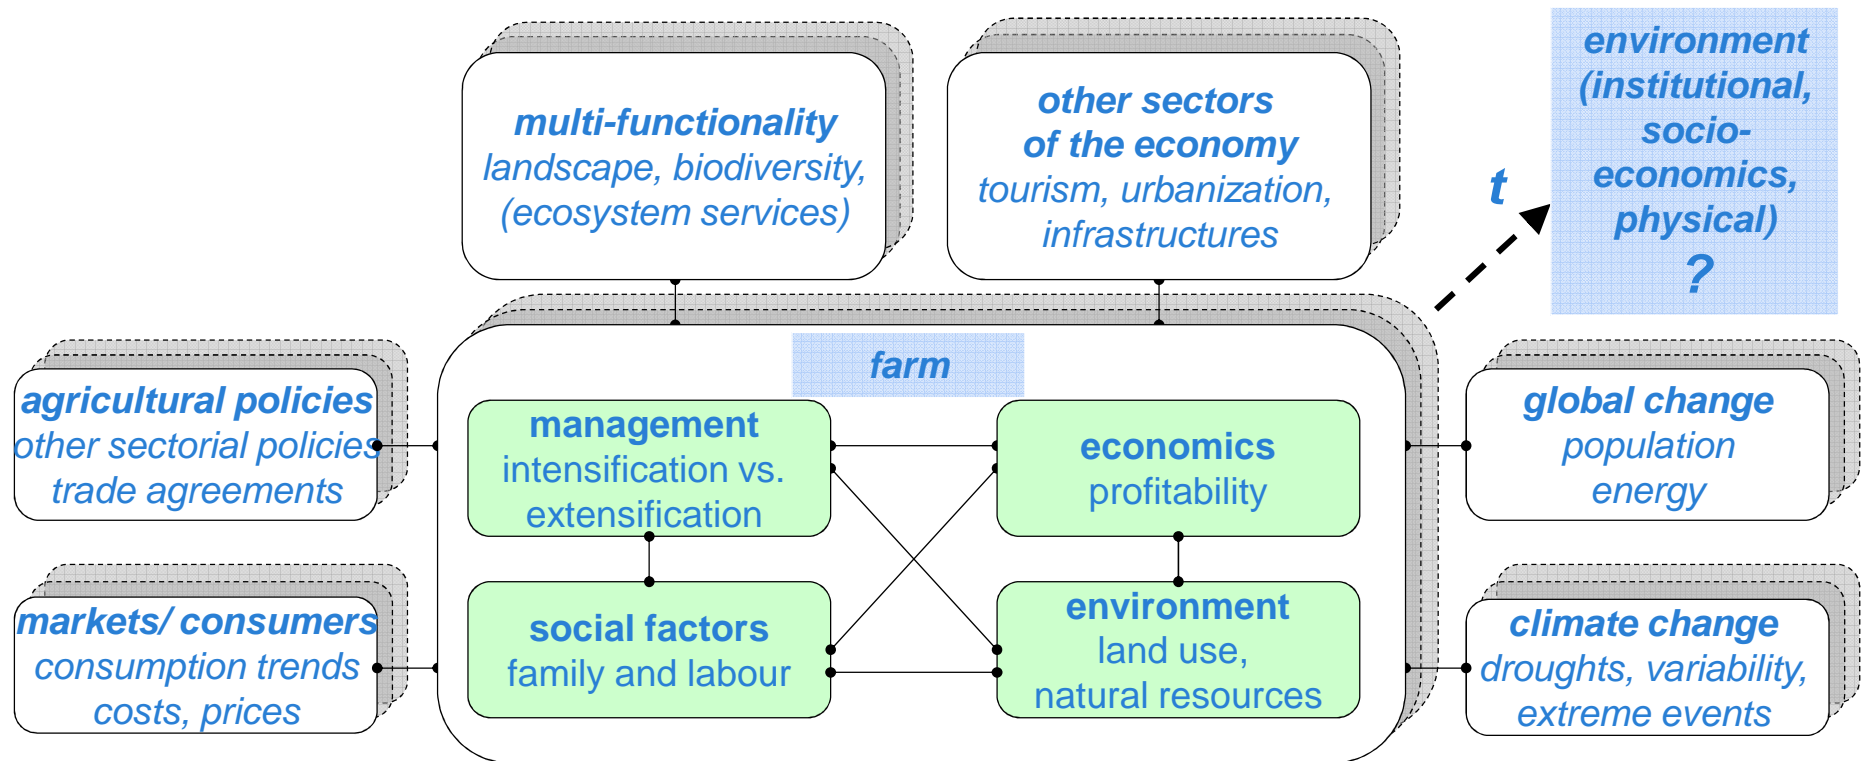 multi-functionality
landscape, biodiversity,
(ecosystem services)
other sectors
of the economy
tourism, urbanization,
infrastructures
t
environment
(institutional,
socio-
economics,
physical)
?
farm
agricultural policies
other sectorial policies
trade agreements
management
intensification vs.
extensification
economics
profitability
global change
population
energy
markets/ consumers
consumption trends
costs, prices
social factors
family and labour
environment
land use,
natural resources
climate change
droughts, variability,
extreme events